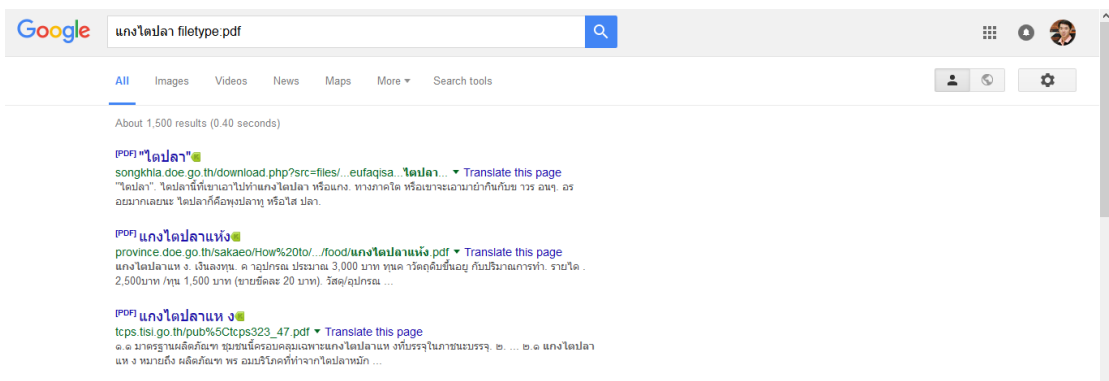 Google
แกงไตปลา filetype:pdf
All Images Videos News Maps More Search tools
About 1,500 results (0.40 seconds)
[PDF] "ไตปลา"
songkhla.doe.go.th/download.php?src=files/...eufaqisa...ไตปลา... Translate this page
"ไตปลา". ไตปลานี้ที่เขาเอาไปทําแกงไตปลา หรือแกง. ทางภาคใต หรือเขาจะเอามายํากินกับข าวร อนๆ. อร
อยมากเลยนะ ไตปลาก็คือพุงปลาทู หรือไส ปลา.
[PDF] แกงไตปลาแห้ง
province.doe.go.th/sakaeo/How%20to/.../food/แกงไตปลาแห้ง.pdf Translate this page
แกงไตปลาแห ง. เงินลงทุน. ค าอุปกรณ ประมาณ 3,000 บาท ทุนค าวัตถุดิบขึ้นอยู กับปริมาณการทํา. รายได .
2,500บาท /ทุน 1,500 บาท (ขายขีดละ 20 บาท). วัสดุ/อุปกรณ ...
[PDF] แกงไตปลาแห ง
tcps.tisi.go.th/pub%5Ctcps323_47.pdf Translate this page
๑.๑ มาตรฐานผลิตภัณฑ ชุมชนนี้ครอบคลุมเฉพาะแกงไตปลาแห งที่บรรจุในภาชนะบรรจุ. ๒. ... ๒.๑ แกงไตปลา
แห ง หมายถึง ผลิตภัณฑ พร อมบริโภคที่ทําจากไตปลาหมัก ...